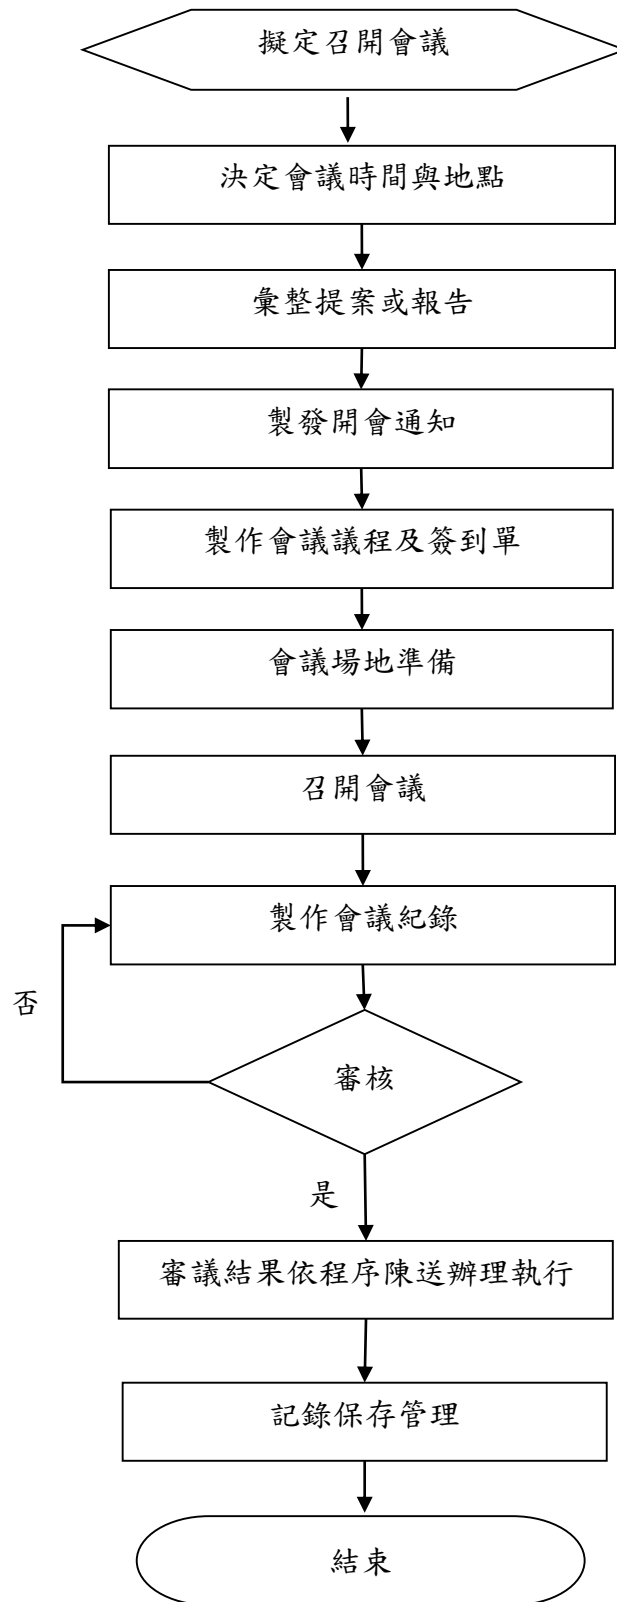 擬定召開會議
決定會議時間與地點
彙整提案或報告
製發開會通知
製作會議議程及簽到單
會議場地準備
召開會議
製作會議紀錄
否
審核
是
審議結果依程序陳送辦理執行
記錄保存管理
結束